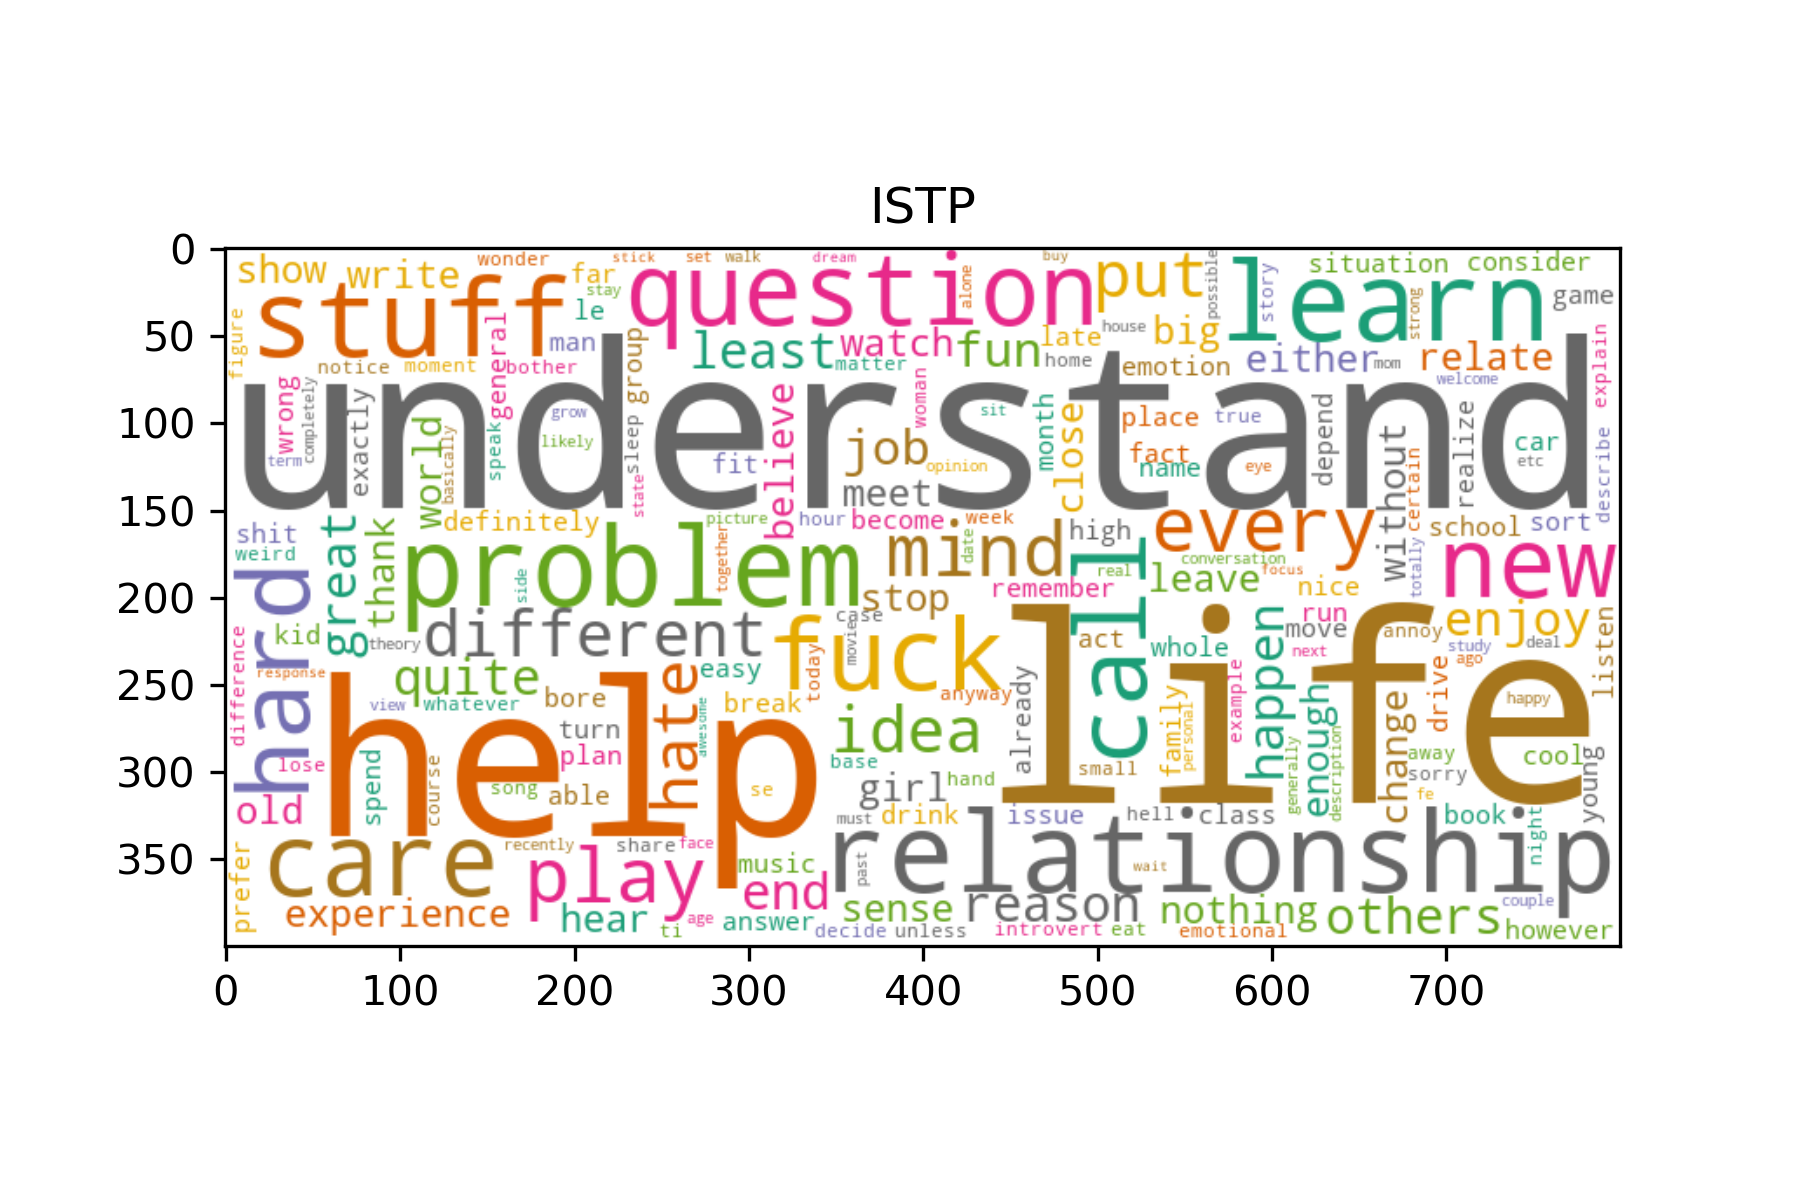 ISTP
0
50
100
150
200
250
300
350
0 100 200 300 400 500 600 700
show write wonder far stick set walk dream buy possible story situation consider
stuff stay le question alone put learn strong game
figure man general group least watch fun late house big either relate explain
notice moment bother matter home emotion mom welcome
understand
wrong completely exactly world basically speak grow likely sleep believe woman sit month close place true depend realize car
term state fit job opinion fact name eye without certain etc describe
meet
shit definitely picture hour become week high every school sort
weird great thank problem together mind date conversation focus totally new
hard side stop remember real leave nice
kid theory different case movie fuck call act whole happen run move next annoy enjoy study deal listen
difference response quite easy today anyway already ago
view whatever bore break awesome family personal example enough drive happy
help turn hate idea life change away cool
lose spend course plan base generally description sorry young
song able se girl hand small fe
old must drink issue hell class book night
care recently share face relationship
prefer play music past wait
experience end sense reason nothing others couple
hear ti age answer decide unless introvert eat emotional however